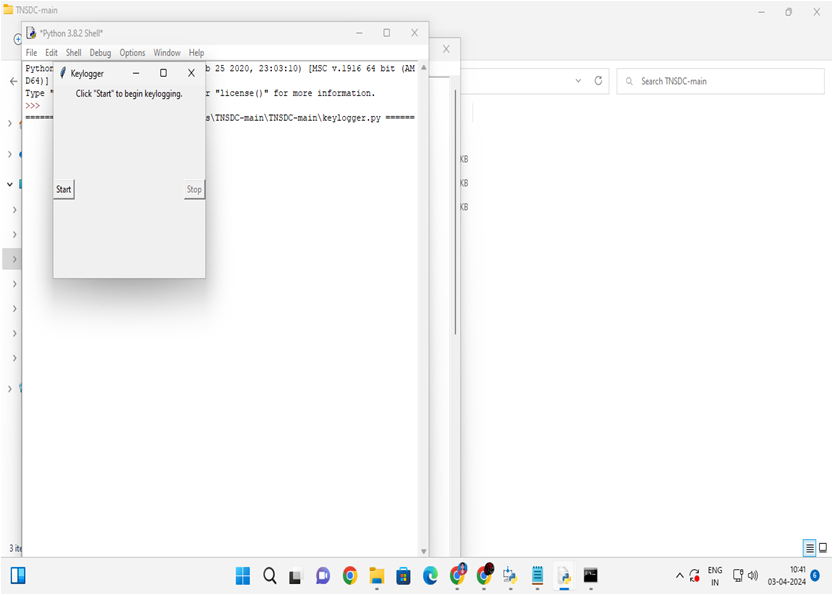 TNSDC-main
*Python 3.8.2 Shell*
File Edit Shell Debug Options Window Help
Python b 25 2020, 23:03:10) [MSC v.1916 64 bit (AM
D64)]
Type " r "license()" for more information.
>>>
====== s\TNSDC-main\TNSDC-main\keylogger.py ======
Keylogger
Click "Start" to begin keylogging.
Start
Stop
Search TNSDC-main
KB
KB
KB
3 ite
ENG
IN
10:41
03-04-2024
6